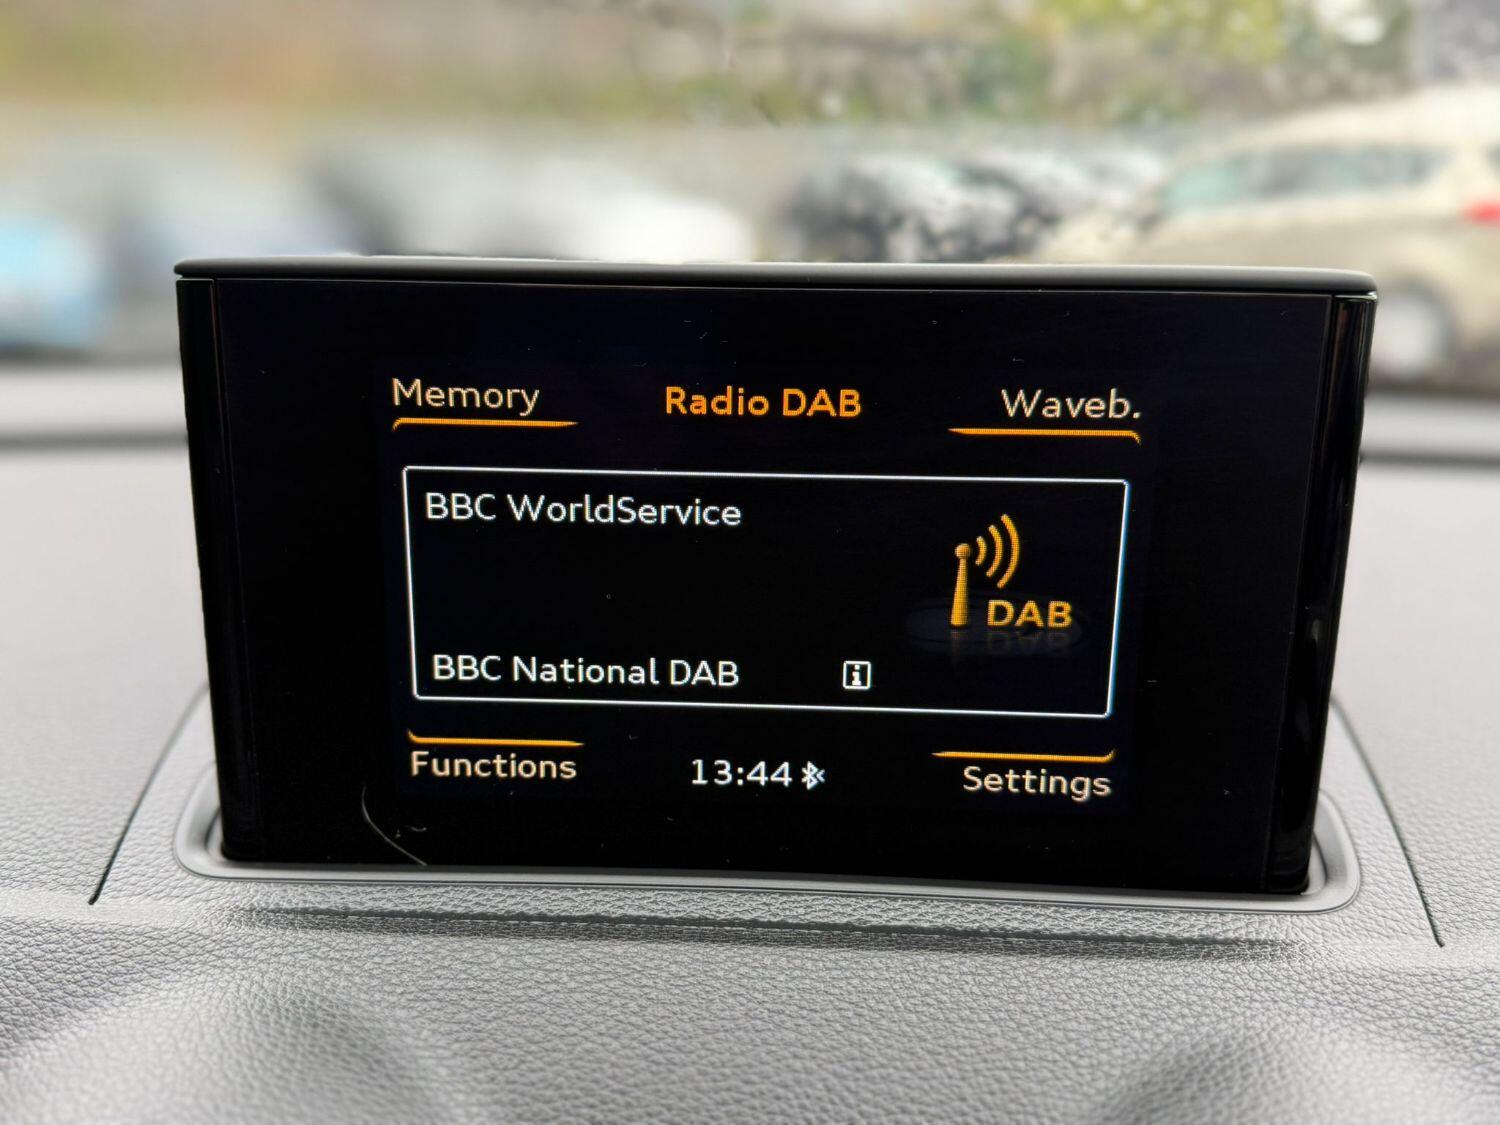 Memory
Radio DAB
Waveb.
BBC WorldService
DAB
BBC National DAB
Functions
13:44
Settings